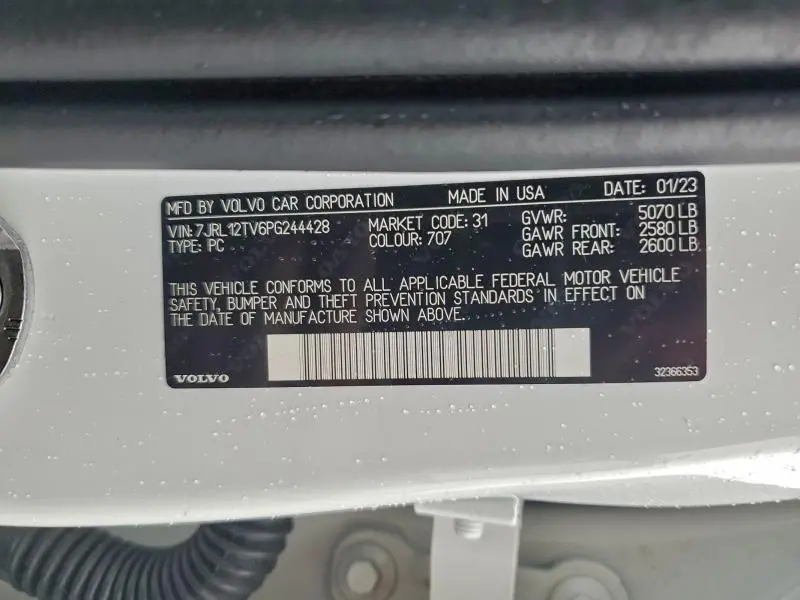 MFD BY VOLVO CAR CORPORATION MADE IN USA DATE: 01/23
VIN:7JRL12TV6PG244428 MARKET CODE: 31 GVWR: 5070 LB
TYPE: PC COLOUR: 707 GAWR FRONT: 2580 LB
GAWR REAR: 2600 LB
THIS VEHICLE CONFORMS TO ALL APPLICABLE FEDERAL MOTOR VEHICLE
SAFETY, BUMPER AND THEFT PREVENTION STANDARDS IN EFFECT ON
THE DATE OF MANUFACTURE SHOWN ABOVE.
VOLVO 32366353